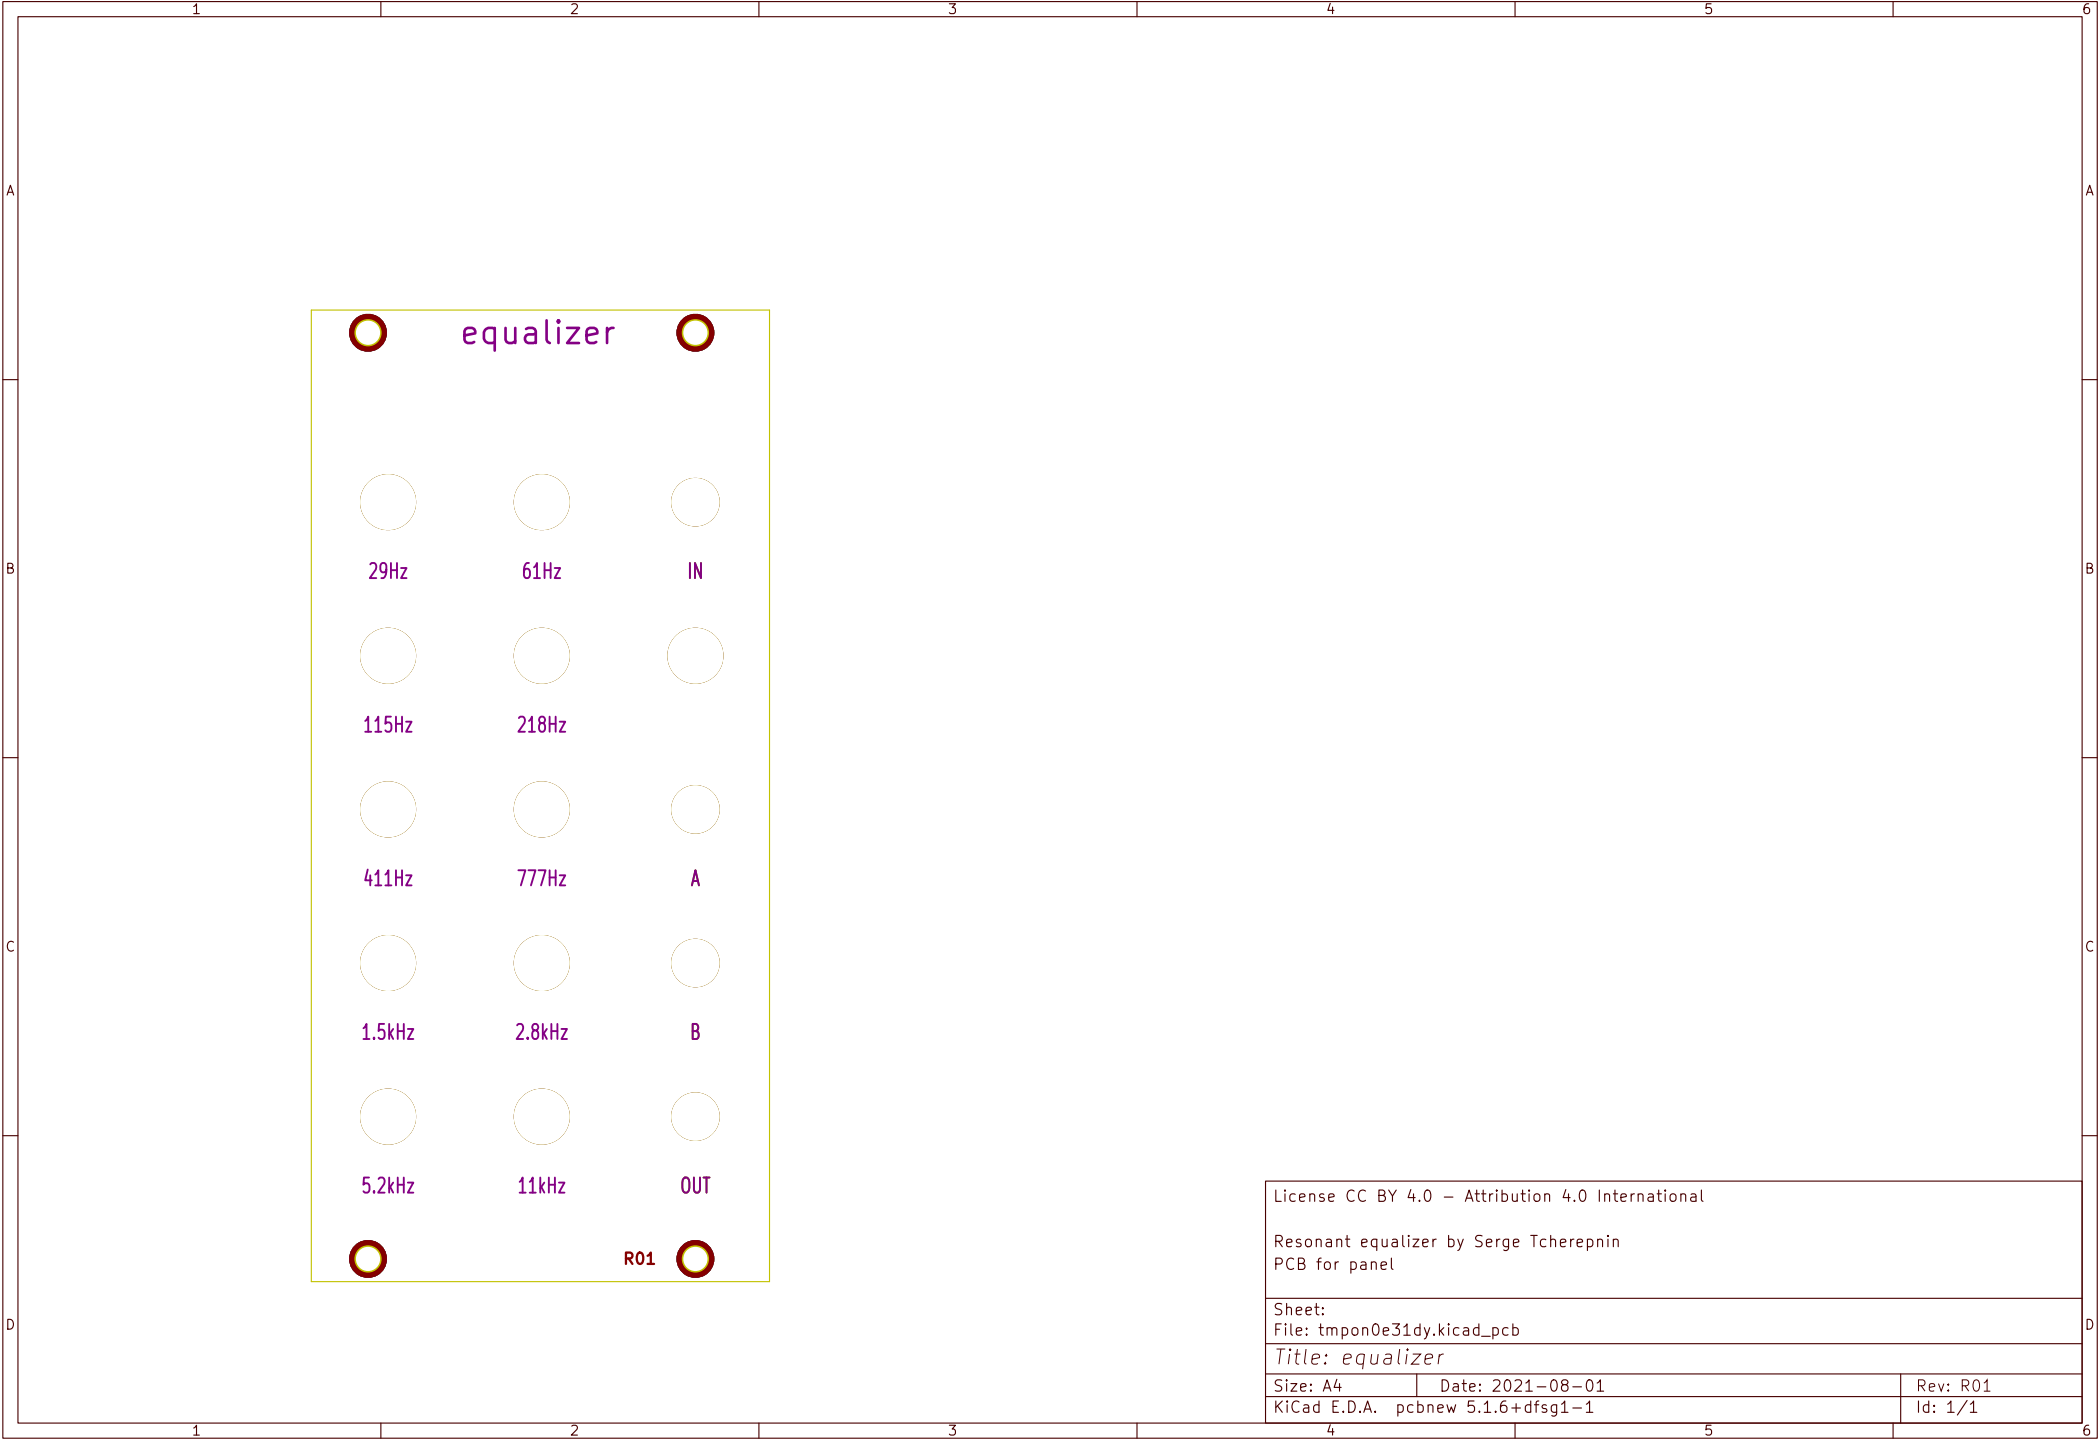 1 2 3 4 5 6
A A
equalizer
B B
29Hz 61Hz IN
115Hz 218Hz
411Hz 777Hz A
C C
1.5kHz 2.8kHz B
5.2kHz 11kHz OUT
R01
License CC BY 4.0 – Attribution 4.0 International
Resonant equalizer by Serge Tcherepnin
PCB for panel
Sheet:
File: tmpon0e31dy.kicad_pcb
D D
Title: equalizer
Size: A4 Date: 2021-08-01 Rev: R01
KiCad E.D.A. pcbnew 5.1.6+dfsg1-1 Id: 1/1
1 2 3 4 5 6